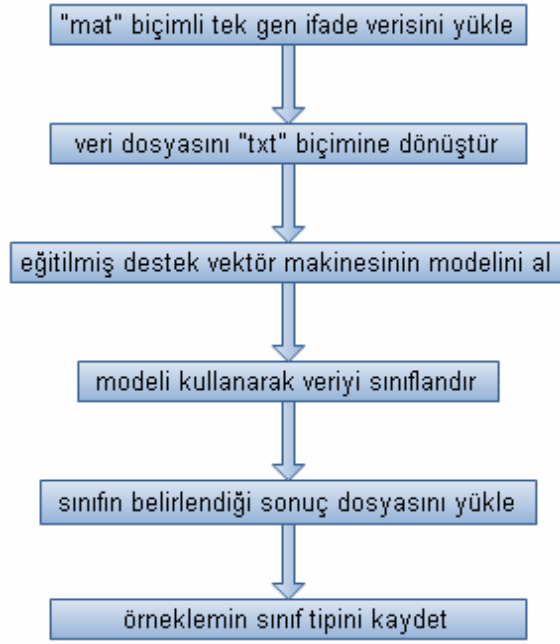 "mat" biçimli tek gen ifade verisini yükle
veri dosyasını "txt" biçimine dönüştür
eğitilmiş destek vektör makinesinin modelini al
modeli kullanarak veriyi sınıflandır
sınıfın belirlendiği sonuç dosyasını yükle
örneklemin sınıf tipini kaydet